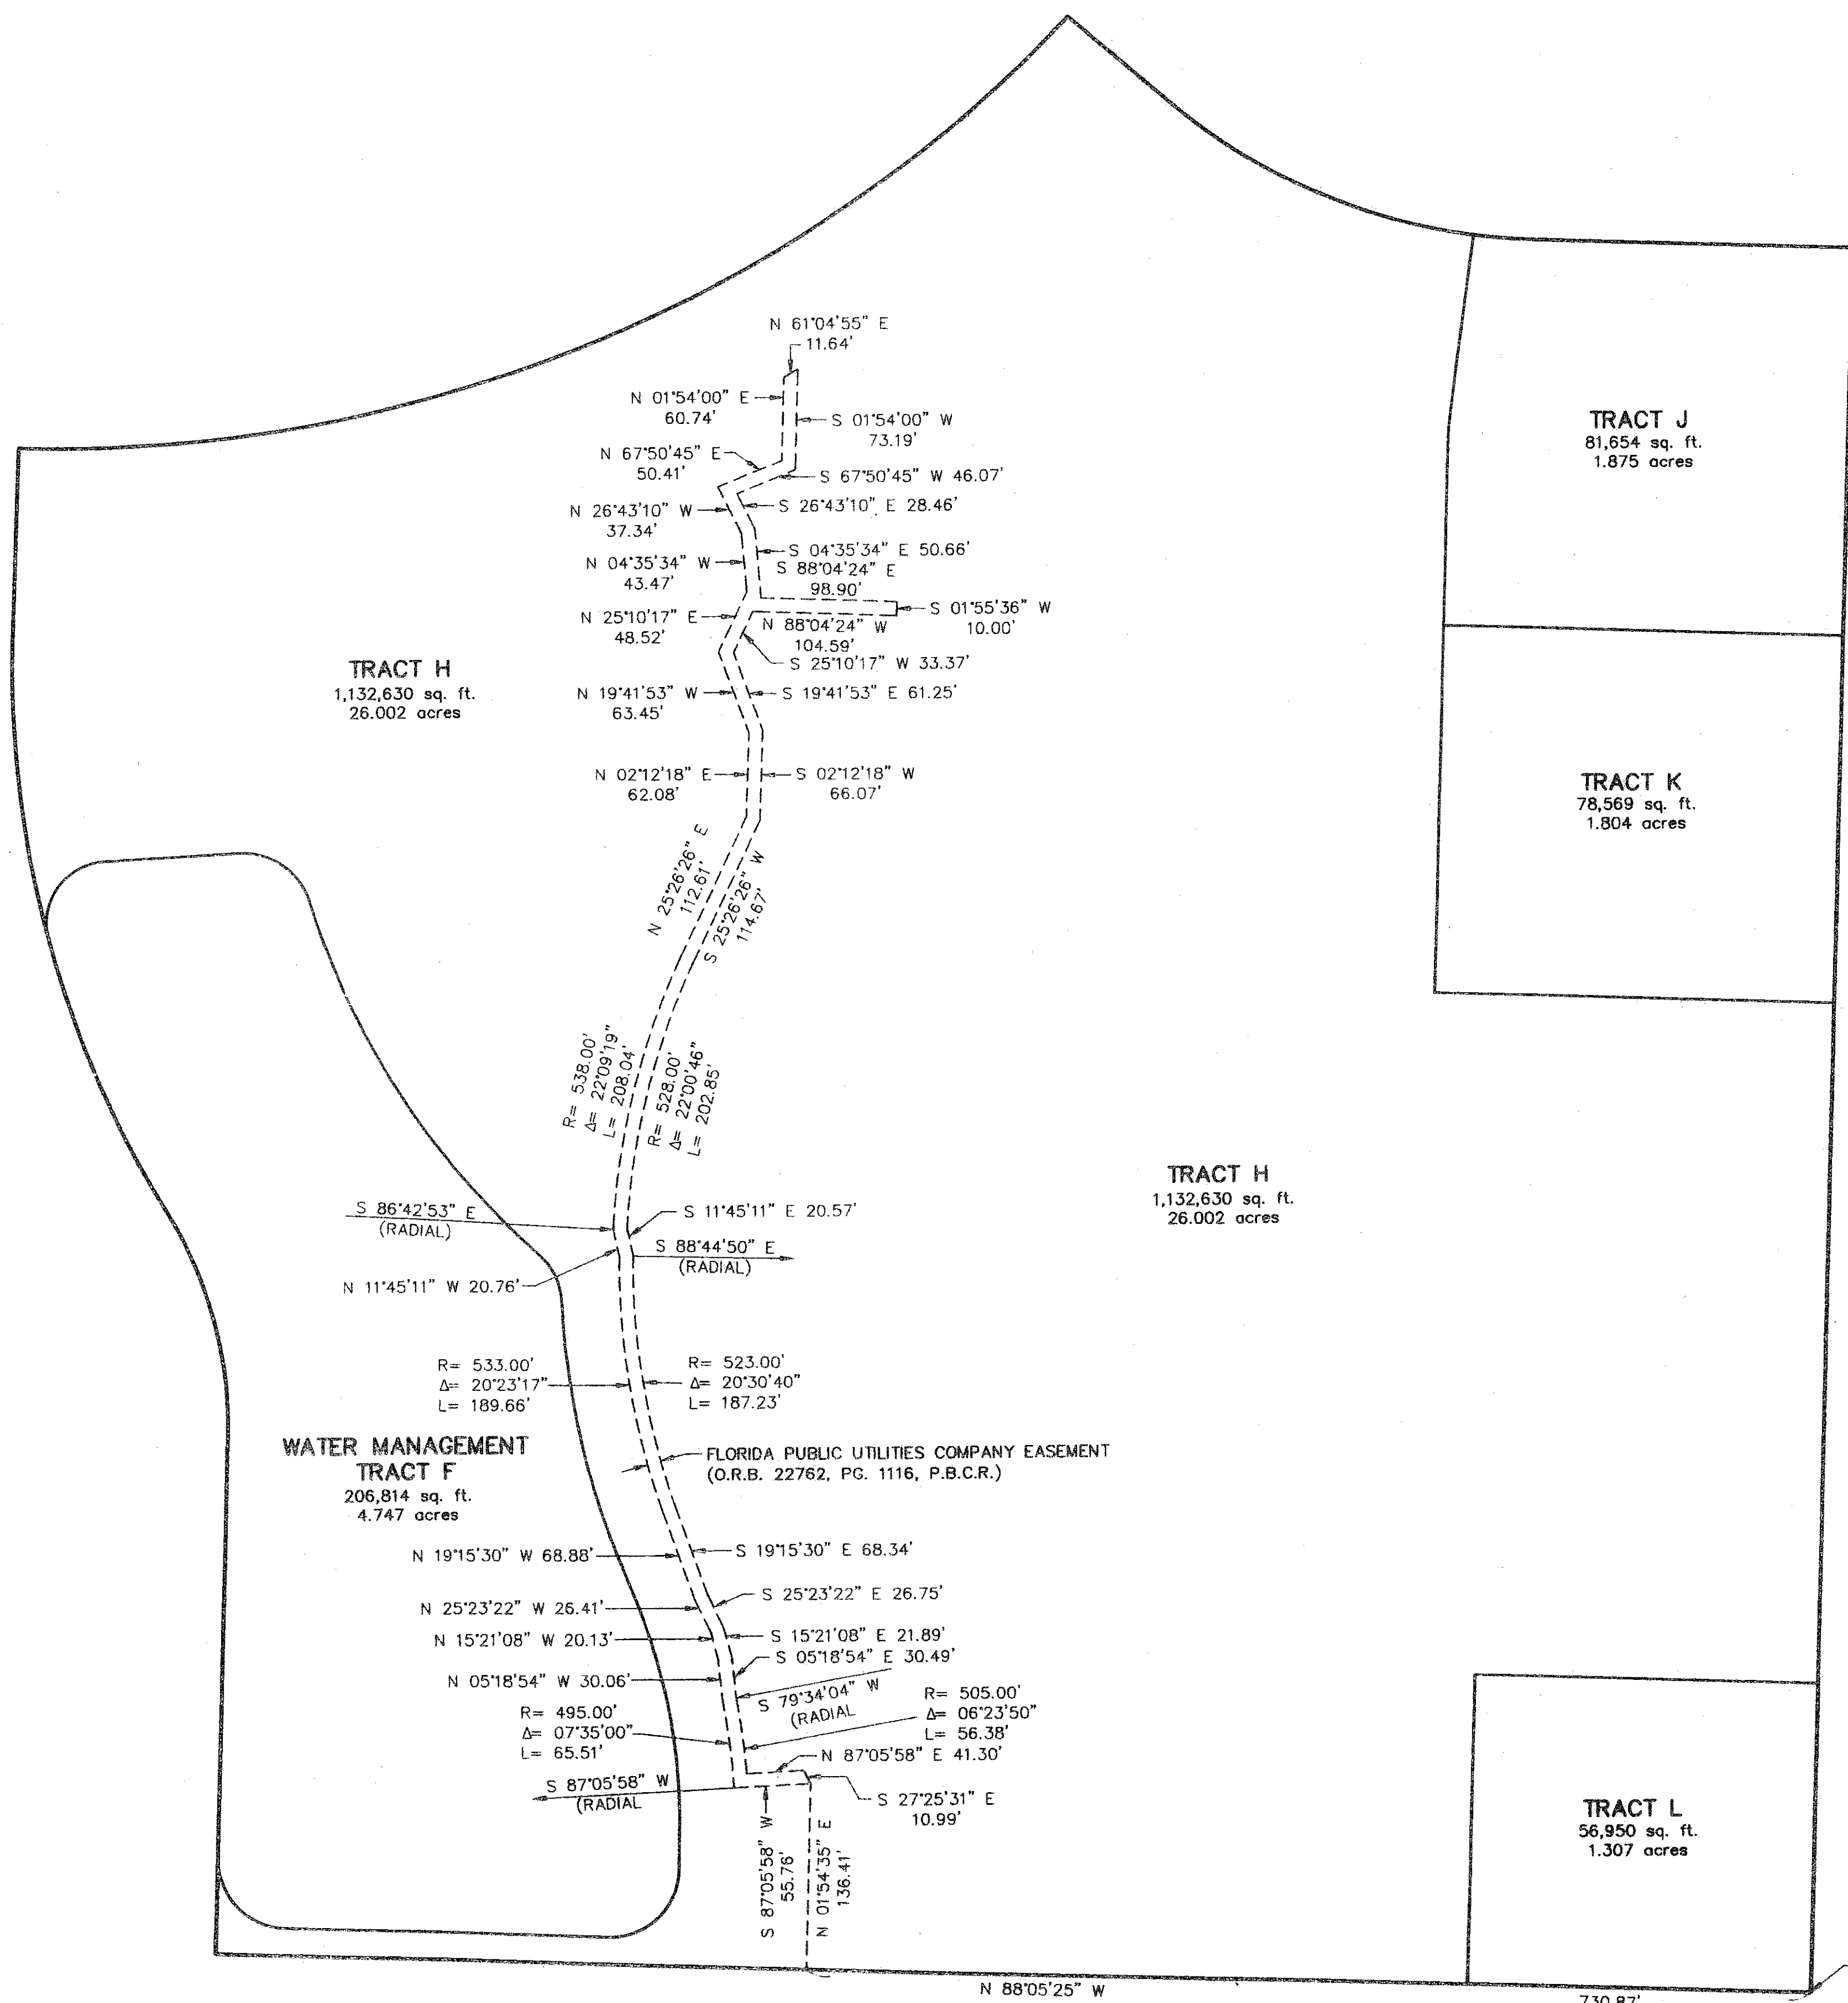 N 61°04'55" E
11.64'
N 01°54'00" E
60.74'
S 01°54'00" W
73.19'
N 67°50'45" E
50.41'
S 67°50'45" W 46.07'
N 26°43'10" W
37.34'
S 26°43'10" E 28.46'
N 04°35'34" W
43.47'
S 04°35'34" E 50.66'
S 88°04'24" E
98.90'
S 01°55'36" W
10.00'
N 25°10'17" E
48.52'
N 88°04'24" W
104.59'
S 25°10'17" W 33.37'
N 19°41'53" W
63.45'
S 19°41'53" E 61.25'
N 02°12'18" E
62.08'
S 02°12'18" W
66.07'
TRACT H
1,132,630 sq. ft.
26.002 acres
TRACT J
81,654 sq. ft.
1.875 acres
TRACT K
78,569 sq. ft.
1.804 acres
N 25°26'26" E
112.61'
S 25°26'26" W
114.67'
R= 538.00'
Δ= 22°09'19"
L= 208.04'
R= 528.00'
Δ= 22°00'46"
L= 202.85'
TRACT H
1,132,630 sq. ft.
26.002 acres
S 86°42'53" E
(RADIAL)
S 11°45'11" E 20.57'
S 88°44'50" E
(RADIAL)
N 11°45'11" W 20.76'
R= 533.00'
Δ= 20°23'17"
L= 189.66'
R= 523.00'
Δ= 20°30'40"
L= 187.23'
WATER MANAGEMENT
TRACT F
206,814 sq. ft.
4.747 acres
FLORIDA PUBLIC UTILITIES COMPANY EASEMENT
(O.R.B. 22762, PG. 1116, P.B.C.R.)
N 19°15'30" W 68.88'
S 19°15'30" E 68.34'
N 25°23'22" W 26.41'
S 25°23'22" E 26.75'
N 15°21'08" W 20.13'
S 15°21'08" E 21.89'
N 05°18'54" W 30.06'
S 05°18'54" E 30.49'
S 79°34'04" W
(RADIAL
R= 495.00'
Δ= 07°35'00"
L= 65.51'
R= 505.00'
Δ= 06°23'50"
L= 56.38'
N 87°05'58" E 41.30'
S 87°05'58" W
(RADIAL
S 27°25'31" E
10.99'
S 87°05'58" W
55.76'
N 01°54'35" E
136.41'
TRACT L
56,950 sq. ft.
1.307 acres
N 88°05'25" W
730.87'